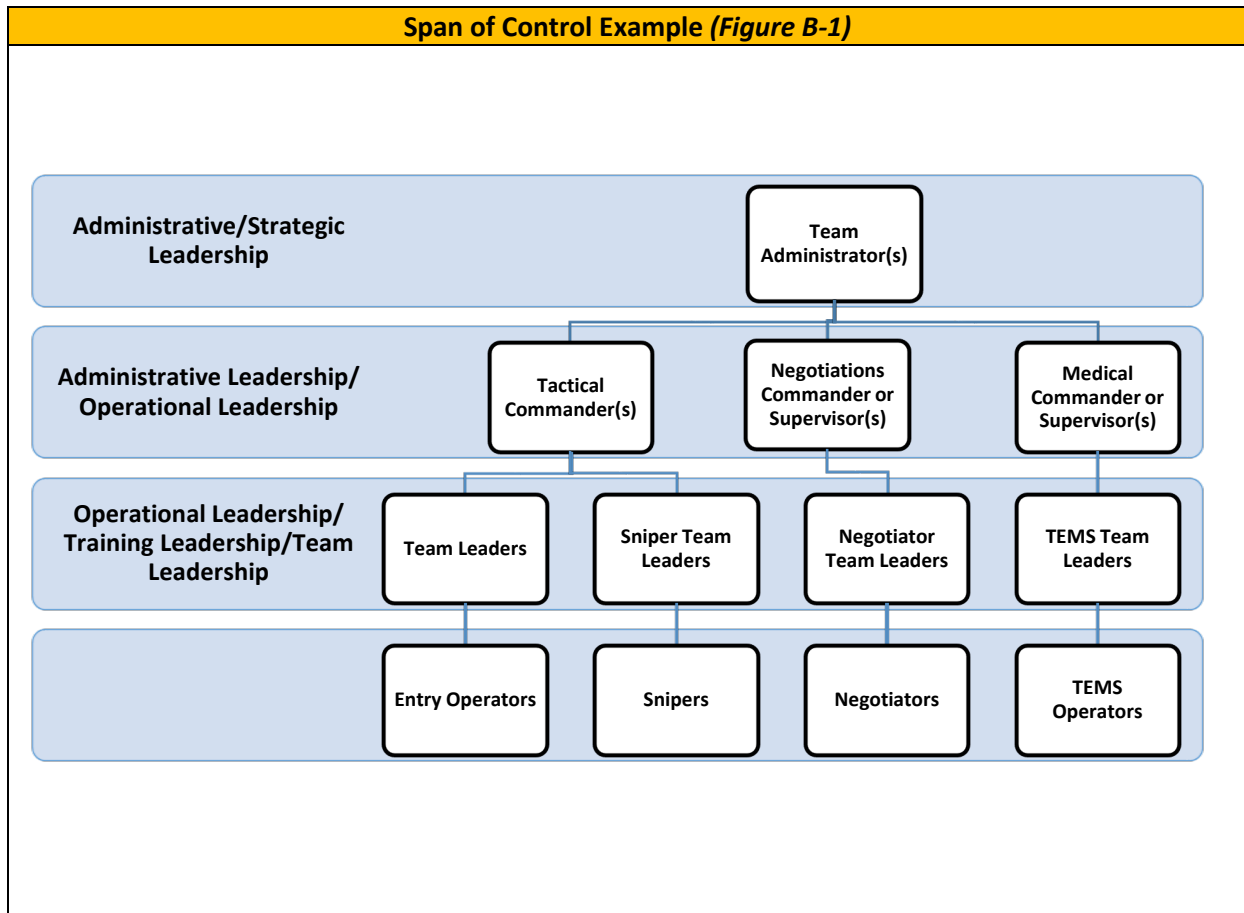 Span of Control Example (Figure B-1)
Administrative/Strategic
Leadership
Team
Administrator(s)
Administrative Leadership/
Operational Leadership
Tactical
Commander(s)
Negotiations
Commander or
Supervisor(s)
Medical
Commander or
Supervisor(s)
Operational Leadership/
Training Leadership/Team
Leadership
Team Leaders
Sniper Team
Leaders
Negotiator
Team Leaders
TEMS Team
Leaders
Entry Operators
Snipers
Negotiators
TEMS
Operators